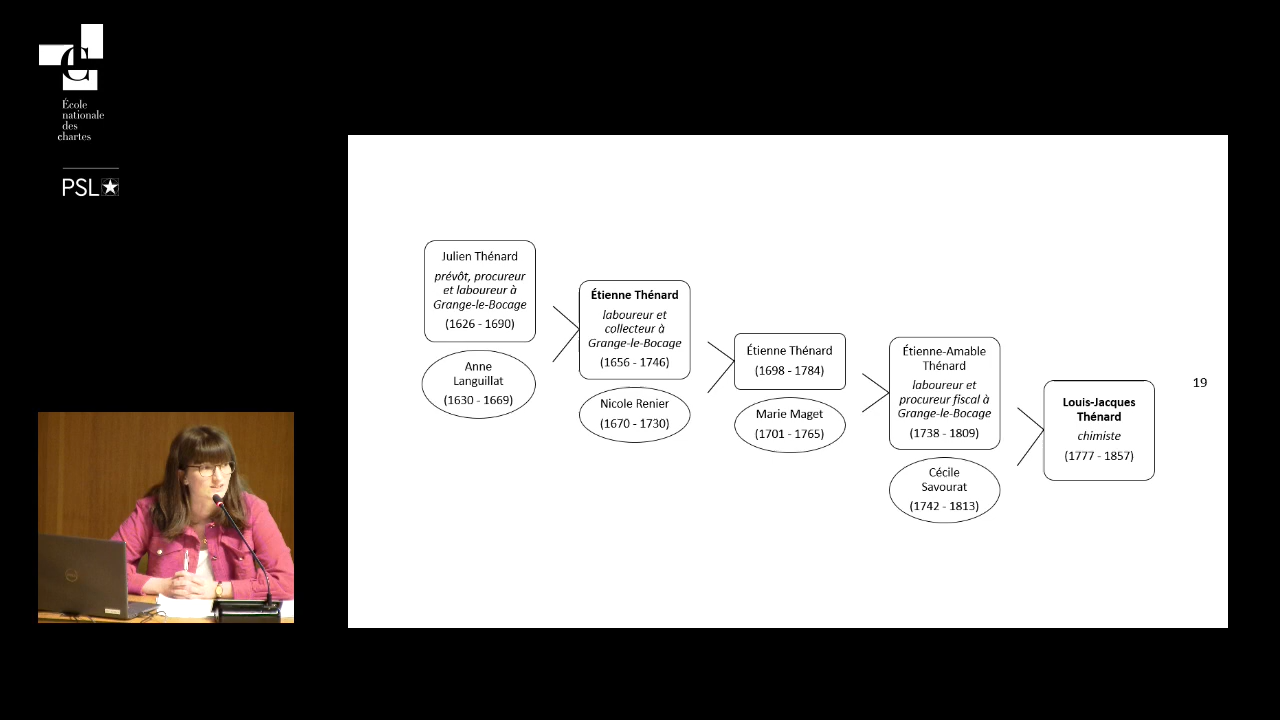 C
École
nationale
des
chartes
PSL
Julien Thénard
prévôt, procureur
et laboureur à
Grange-le-Bocage
(1626 - 1690)
Anne
Languillat
(1630 - 1669)
Étienne Thénard
laboureur et
collecteur à
Grange-le-Bocage
(1656 - 1746)
Nicole Renier
(1670 - 1730)
Étienne Thénard
(1698 - 1784)
Marie Maget
(1701 - 1765)
Étienne-Amable
Thénard
laboureur et
procureur fiscal à
Grange-le-Bocage
(1738 - 1809)
Cécile
Savourat
(1742 - 1813)
Louis-Jacques
Thénard
chimiste
(1777 - 1857)
19